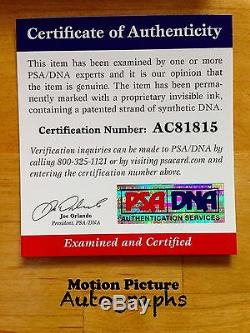 Certificate of Authenticity
This item has been examined by one or more
PSA/DNA experts and it is our opinion that
the item is genuine. The item has been
permanently marked with a proprietary invisible ink,
containing a patented strand of synthetic DNA.
Certification Number: AC81815
Verification inquiries can be made to PSA/DNA by
calling 800-325-1121 or by visiting psacard.com and
entering the certification number above.
Joe Orlando
President, PSA/DNA
PSA/DNA
AUTHENTICATION SERVICES
Examined and Certified
Motion Picture
AutoGraphs